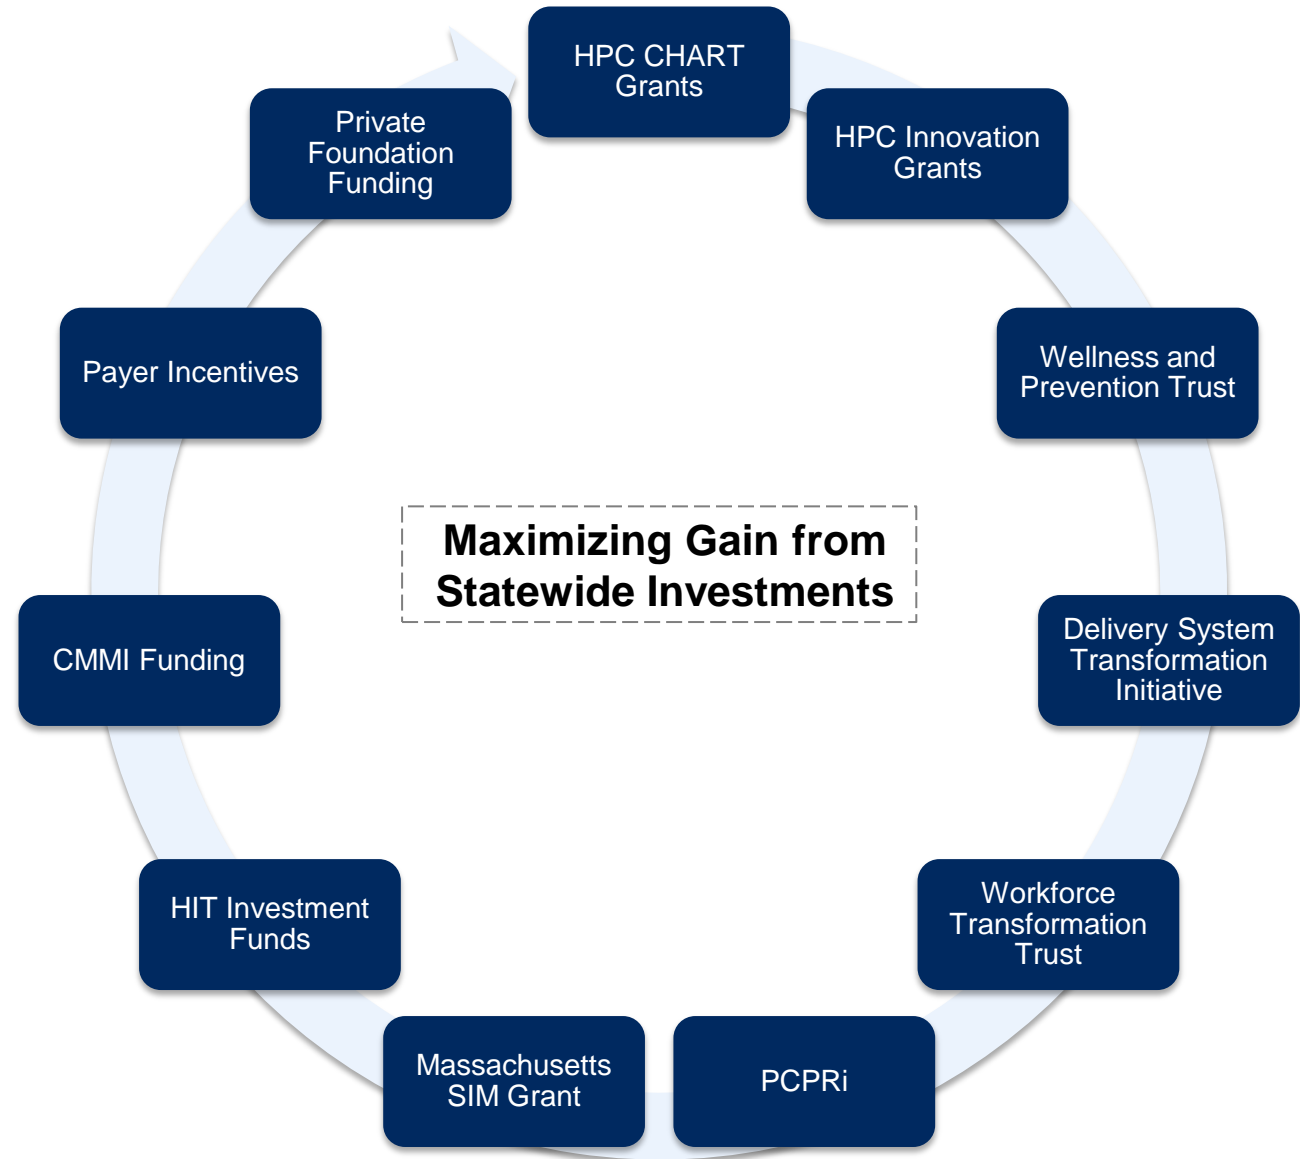 HPC CHART
Grants
HPC Innovation
Grants
Wellness and
Prevention Trust
Delivery System
Transformation
Initiative
Workforce
Transformation
Trust
PCPRi
Massachusetts
SIM Grant
HIT Investment
Funds
CMMI Funding
Payer Incentives
Private
Foundation
Funding
Maximizing Gain from
Statewide Investments